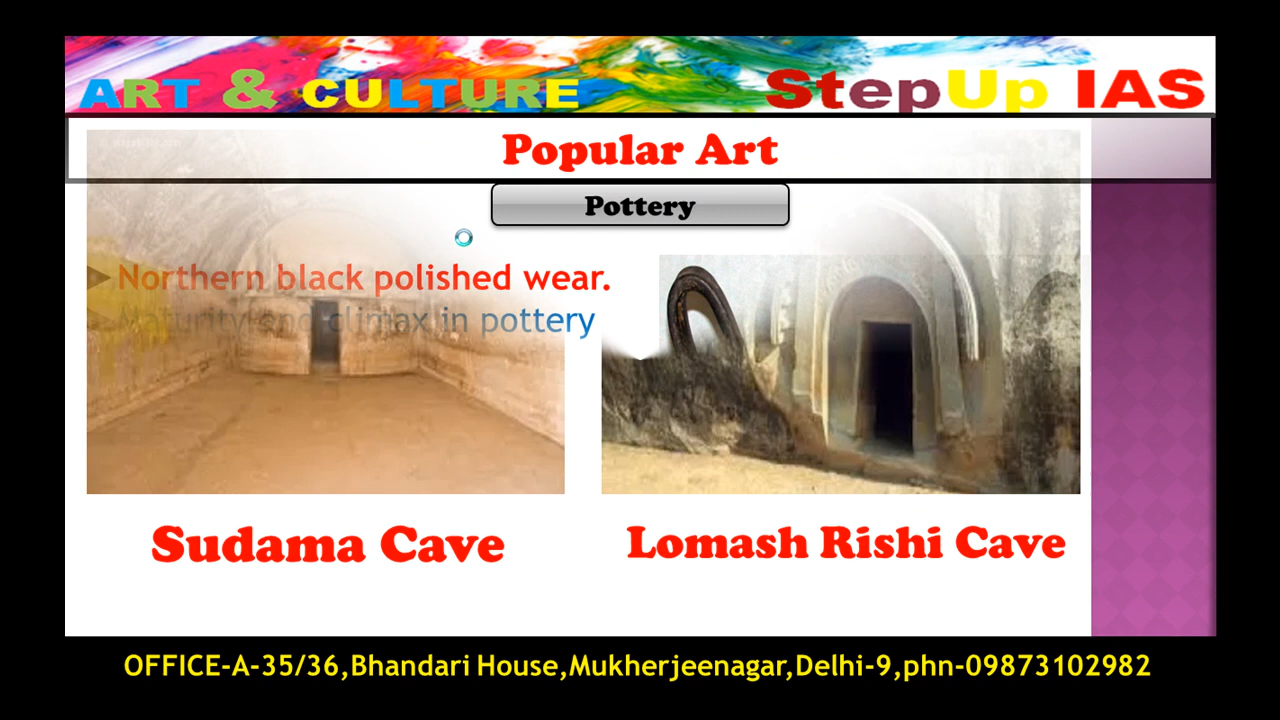 ART & CULTURE StepUp IAS
Popular Art
Pottery
Northern black polished wear.
Maturity and climax in pottery
Sudama Cave Lomash Rishi Cave
OFFICE-A-35/36,Bhandari House,Mukherjeenagar,Delhi-9,phn-09873102982